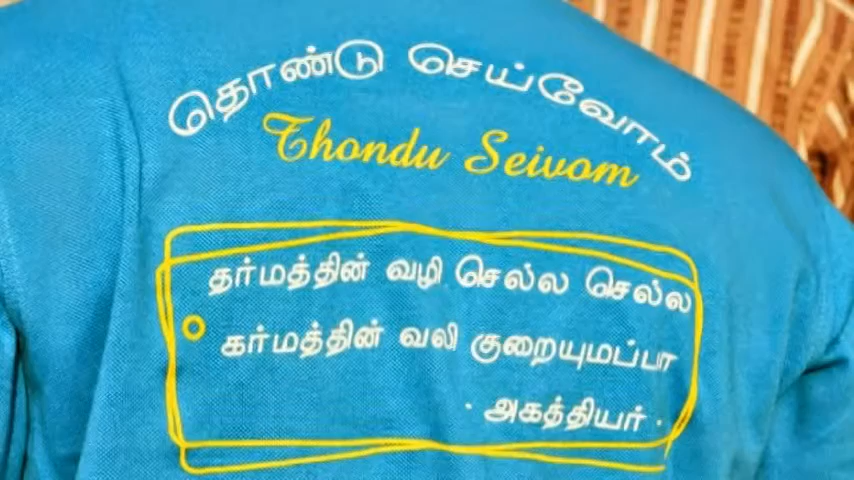 தொண்டு செய்வோம்
Thondu Seivom
தர்மத்தின் வழி செல்ல செல்ல
கர்மத்தின் வலி குறையுமப்பா
· அகத்தியர் ·